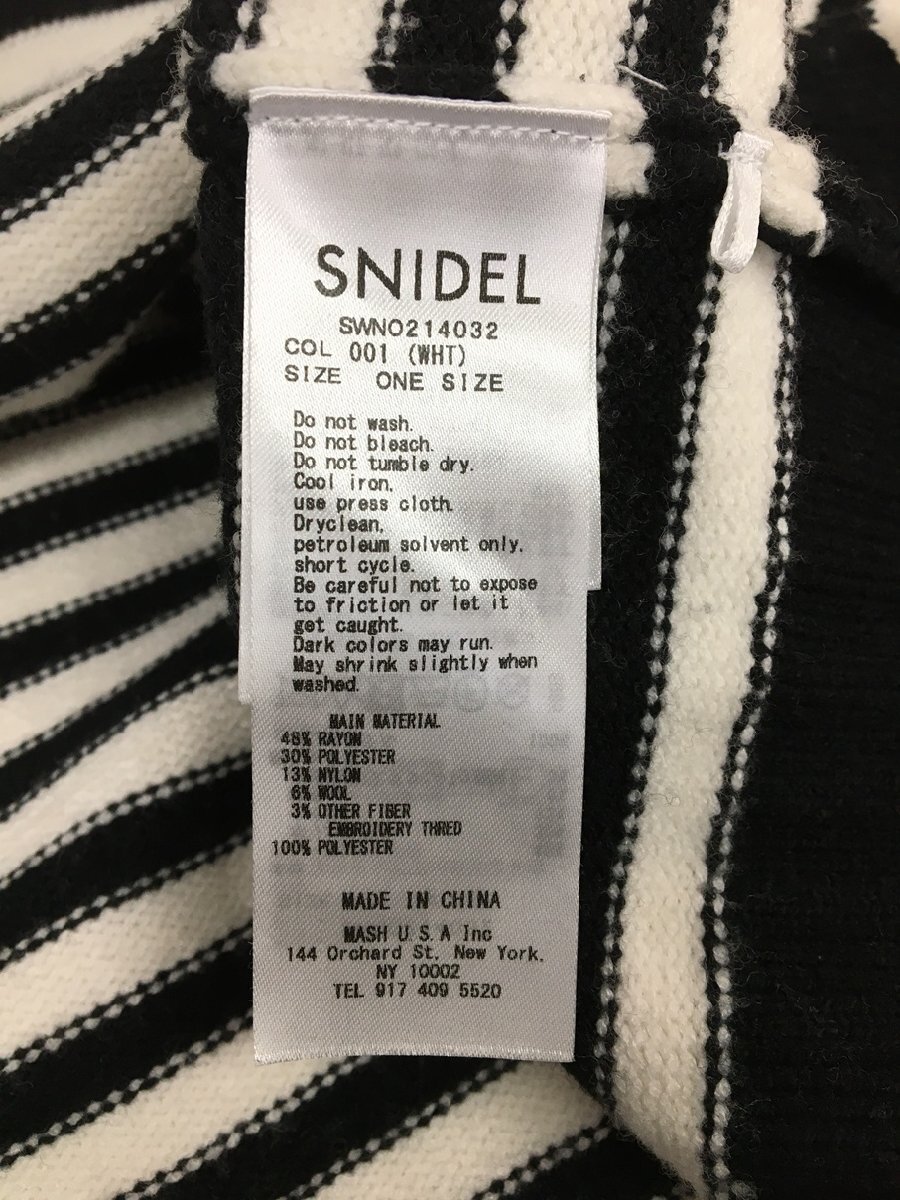 SNIDEL
SWNO214032
COL 001 (WHT)
SIZE ONE SIZE
Do not wash.
Do not bleach.
Do not tumble dry.
Cool iron,
use press cloth.
Dryclean,
petroleum solvent only.
short cycle.
Be careful not to expose
to friction or let it
get caught.
Dark colors may run.
May shrink slightly when
washed.
MAIN MATERIAL
48% RAYON
30% POLYESTER
13% NYLON
6% WOOL
3% OTHER FIBER
EMBROIDERY THRED
100% POLYESTER
MADE IN CHINA
MASH U.S.A Inc
144 Orchard St, New York,
NY 10002
TEL 917 409 5520